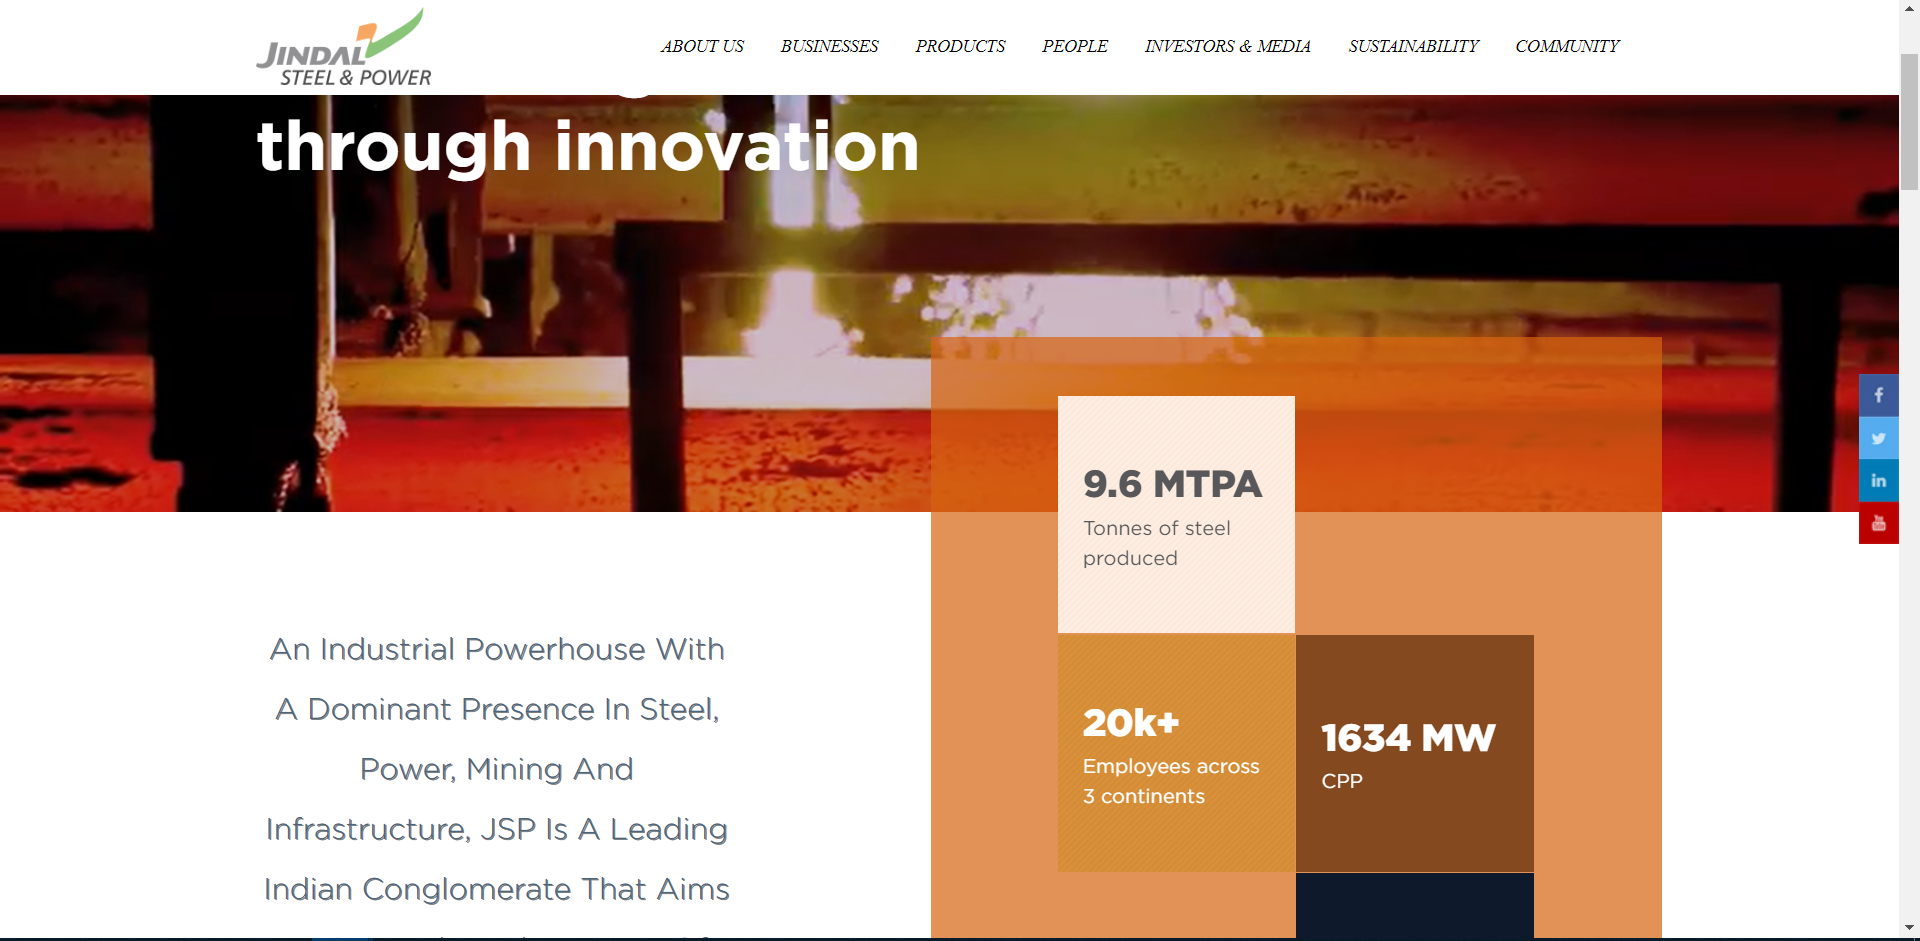 JINDAL
STEEL & POWER
ABOUT US
BUSINESSES
PRODUCTS
PEOPLE
INVESTORS & MEDIA
SUSTAINABILITY
COMMUNITY
through innovation
9.6 MTPA
Tonnes of steel
produced
20k+
Employees across
3 continents
1634 MW
CPP
An Industrial Powerhouse With
A Dominant Presence In Steel,
Power, Mining And
Infrastructure, JSP Is A Leading
Indian Conglomerate That Aims